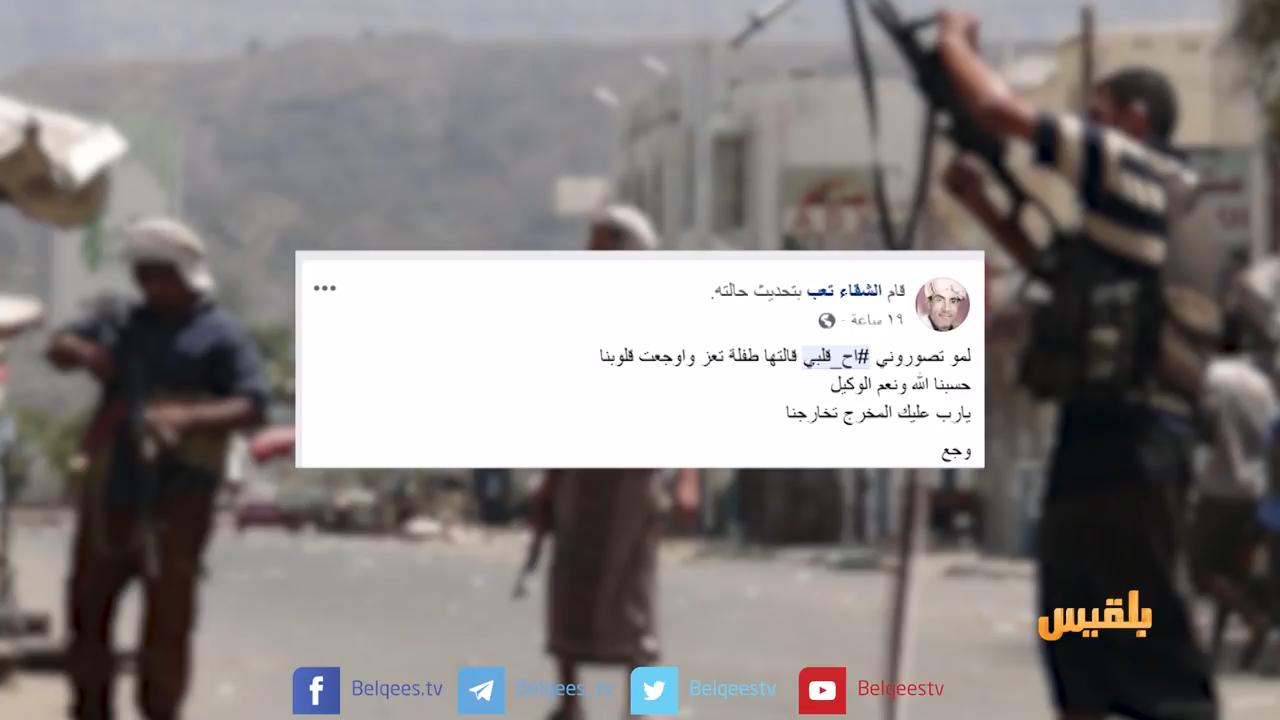 قام الشقاء تعب بتحديث حالته.
١٩ ساعة ·
لمو تصوروني #اح_قلبي قالتها طفلة تعز واوجعت قلوبنا
حسبنا الله ونعم الوكيل
يارب عليك المخرج تخارجنا
وجع
بلقيس
Belqees.tv
Belqees_tv
Belqeestv
Belqeestv